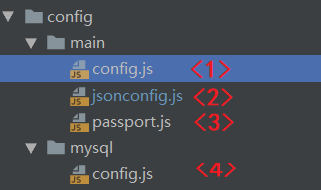 config
main
config.js <1>
jsonconfig.js <2>
passport.js <3>
mysql
config.js <4>